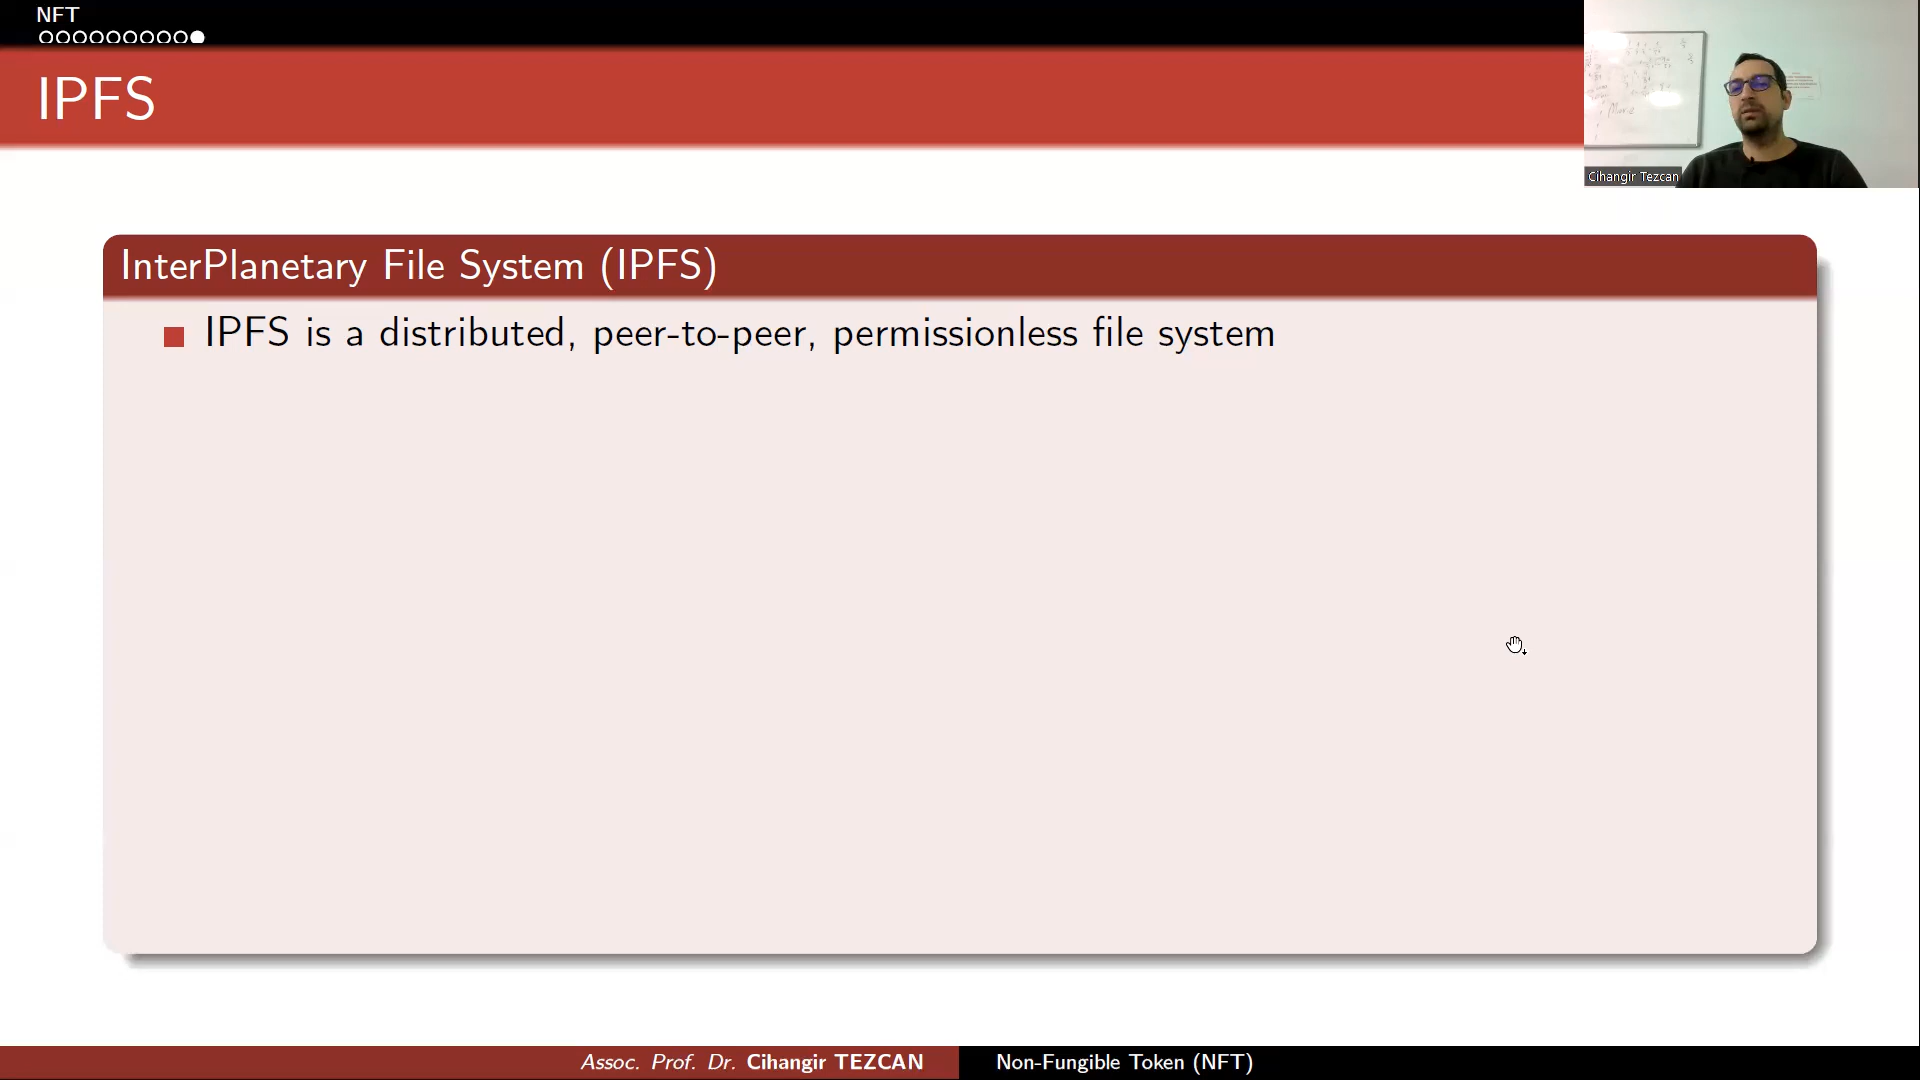 NFT
IPFS
Cihangir Tezcan
InterPlanetary File System (IPFS)
IPFS is a distributed, peer-to-peer, permissionless file system
Assoc. Prof. Dr. Cihangir TEZCAN
Non-Fungible Token (NFT)